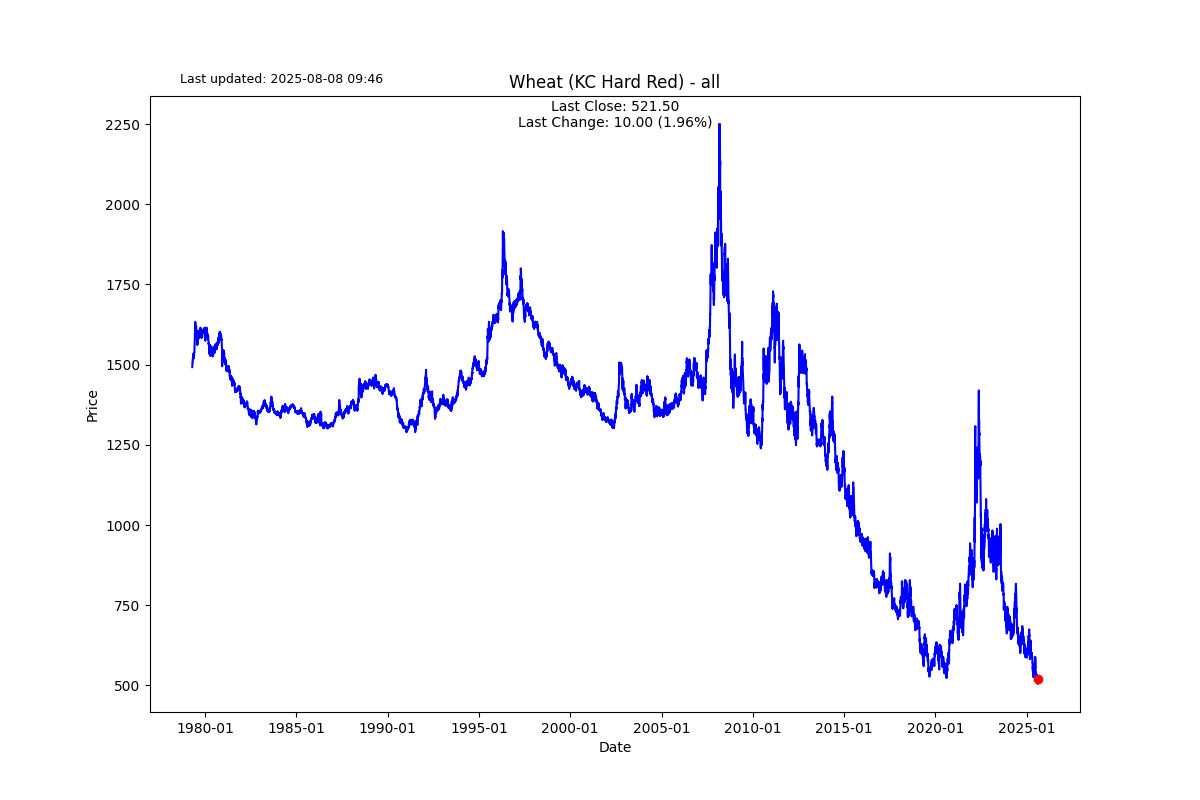 Last updated: 2025-08-08 09:46
Wheat (KC Hard Red) - all
Last Close: 521.50
Last Change: 10.00 (1.96%)
2250
2000
1750
1500
1250
1000
750
500
Price
1980-01 1985-01 1990-01 1995-01 2000-01 2005-01 2010-01 2015-01 2020-01 2025-01
Date